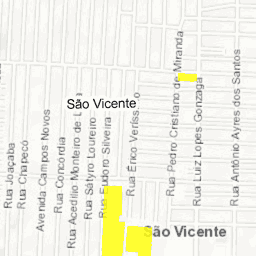 São Vicente
Rua Joaçaba
Rua Chapecó
Avenida Campos Novos
Rua Concórdia
Rua Acedílio Monteiro de L
Rua Sátyro Loureiro
Rua Eudoro Silveira
Rua Érico Veríssimo
Rua Pedro Cristiano de Miranda
Rua Luiz Lopes Gonzaga
Rua Antônio Ayres dos Santos
São Vicente